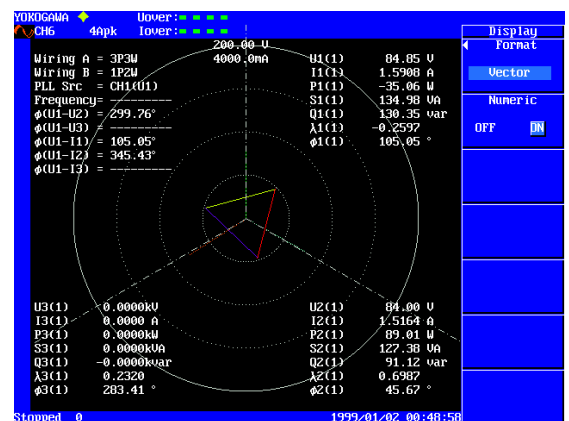 YOKOGAWA ◆ Uover:
CH6 4Apk Iover:
Display
Format
Vector
Numeric
OFF ON
200.00 V
4000.0mA
Wiring A = 3P3W
Wiring B = 1P2W
PLL Src = CH1(U1)
Frequency= ----------
φ(U1-U2) = 299.76°
φ(U1-U3) = ----------
φ(U1-I1) = 105.05°
φ(U1-I2) = 345.43°
φ(U1-I3) = ----------
U1(1) 84.85 V
I1(1) 1.5908 A
P1(1) -35.06 W
S1(1) 134.98 VA
Q1(1) 130.35 var
λ1(1) -0.2597
φ1(1) 105.05 °
U3(1) 0.0000kV
I3(1) 0.0000 A
P3(1) 0.0000kW
S3(1) 0.0000kVA
Q3(1) -0.0000kvar
λ3(1) 0.2320
φ3(1) 283.41 °
U2(1) 84.00 V
I2(1) 1.5164 A
P2(1) 89.01 W
S2(1) 127.38 VA
Q2(1) 91.12 var
λ2(1) 0.6987
φ2(1) 45.67 °
Stopped 0 1999/01/02 00:48:58